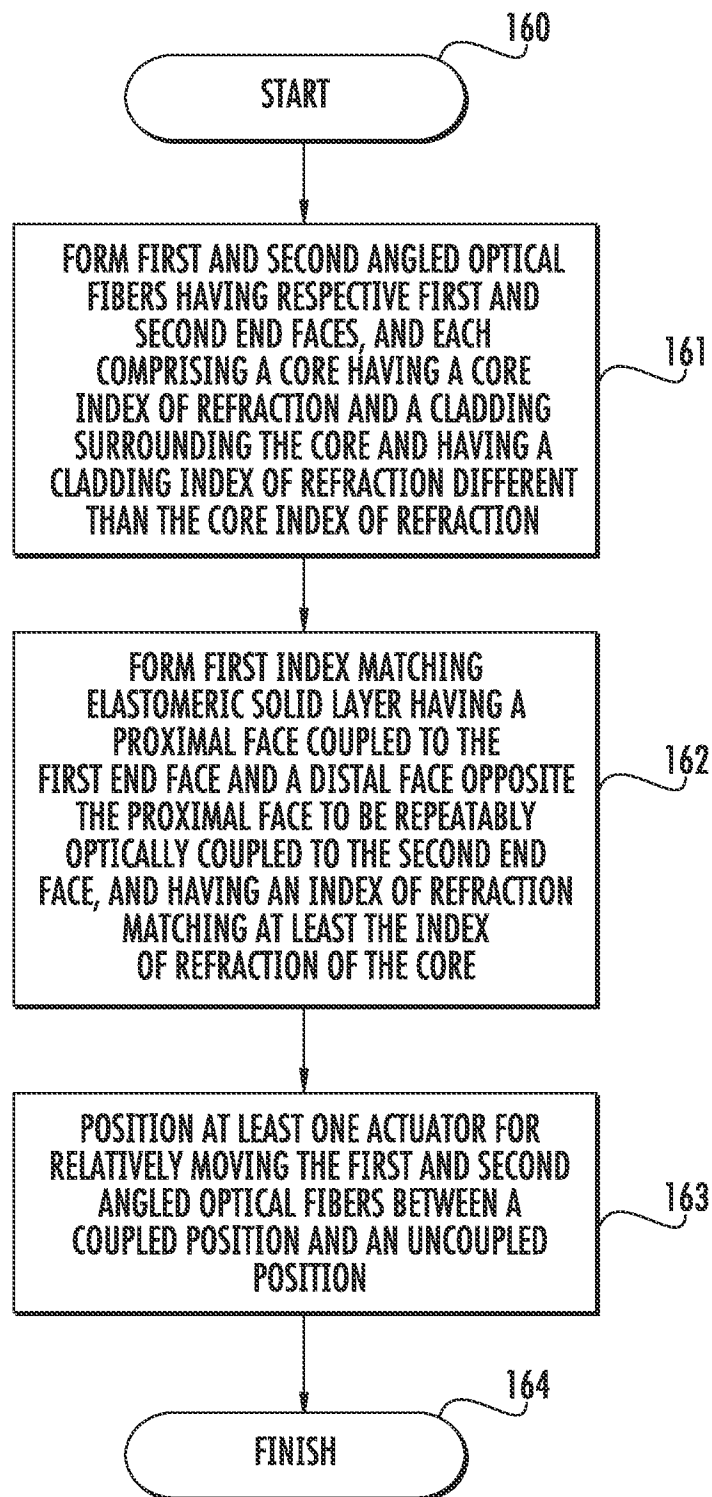 160
START
FORM FIRST AND SECOND ANGLED OPTICAL
FIBERS HAVING RESPECTIVE FIRST AND
SECOND END FACES, AND EACH
COMPRISING A CORE HAVING A CORE
INDEX OF REFRACTION AND A CLADDING
SURROUNDING THE CORE AND HAVING A
CLADDING INDEX OF REFRACTION DIFFERENT
THAN THE CORE INDEX OF REFRACTION
161
FORM FIRST INDEX MATCHING
ELASTOMERIC SOLID LAYER HAVING A
PROXIMAL FACE COUPLED TO THE
FIRST END FACE AND A DISTAL FACE OPPOSITE
THE PROXIMAL FACE TO BE REPEATABLY
OPTICALLY COUPLED TO THE SECOND END
FACE, AND HAVING AN INDEX OF REFRACTION
MATCHING AT LEAST THE INDEX
OF REFRACTION OF THE CORE
162
POSITION AT LEAST ONE ACTUATOR FOR
RELATIVELY MOVING THE FIRST AND SECOND
ANGLED OPTICAL FIBERS BETWEEN A
COUPLED POSITION AND AN UNCOUPLED
POSITION
163
164
FINISH